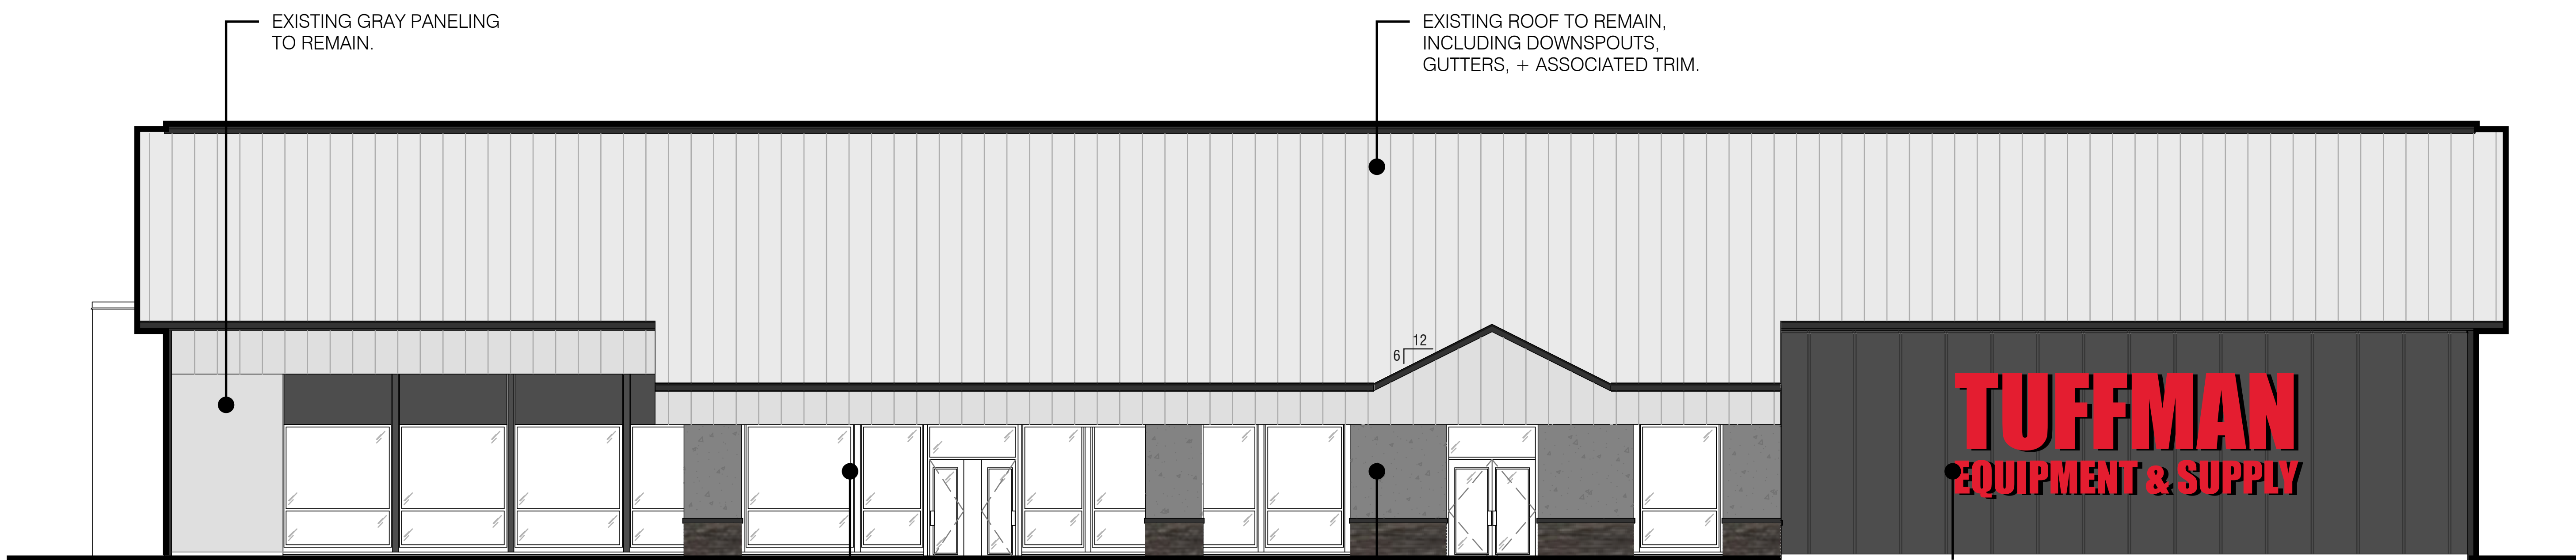 EXISTING GRAY PANELING
TO REMAIN.
EXISTING ROOF TO REMAIN,
INCLUDING DOWNSPOUTS,
GUTTERS, + ASSOCIATED TRIM.
12
6
TUFFMAN
EQUIPMENT & SUPPLY